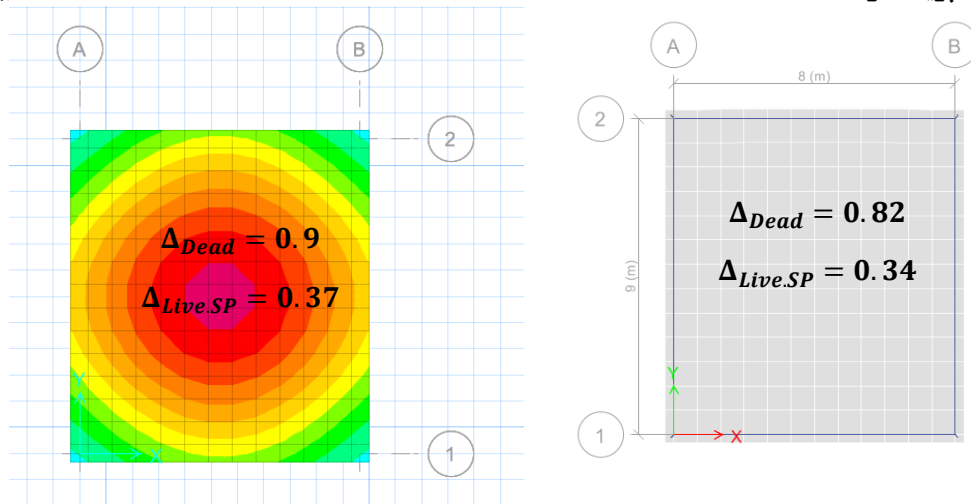 A B
2
Δ_Dead = 0.9
Δ_Live.SP = 0.37
Y
X
1
A B
8 (m)
2
Δ_Dead = 0.82
Δ_Live.SP = 0.34
9 (m)
Y
X
1